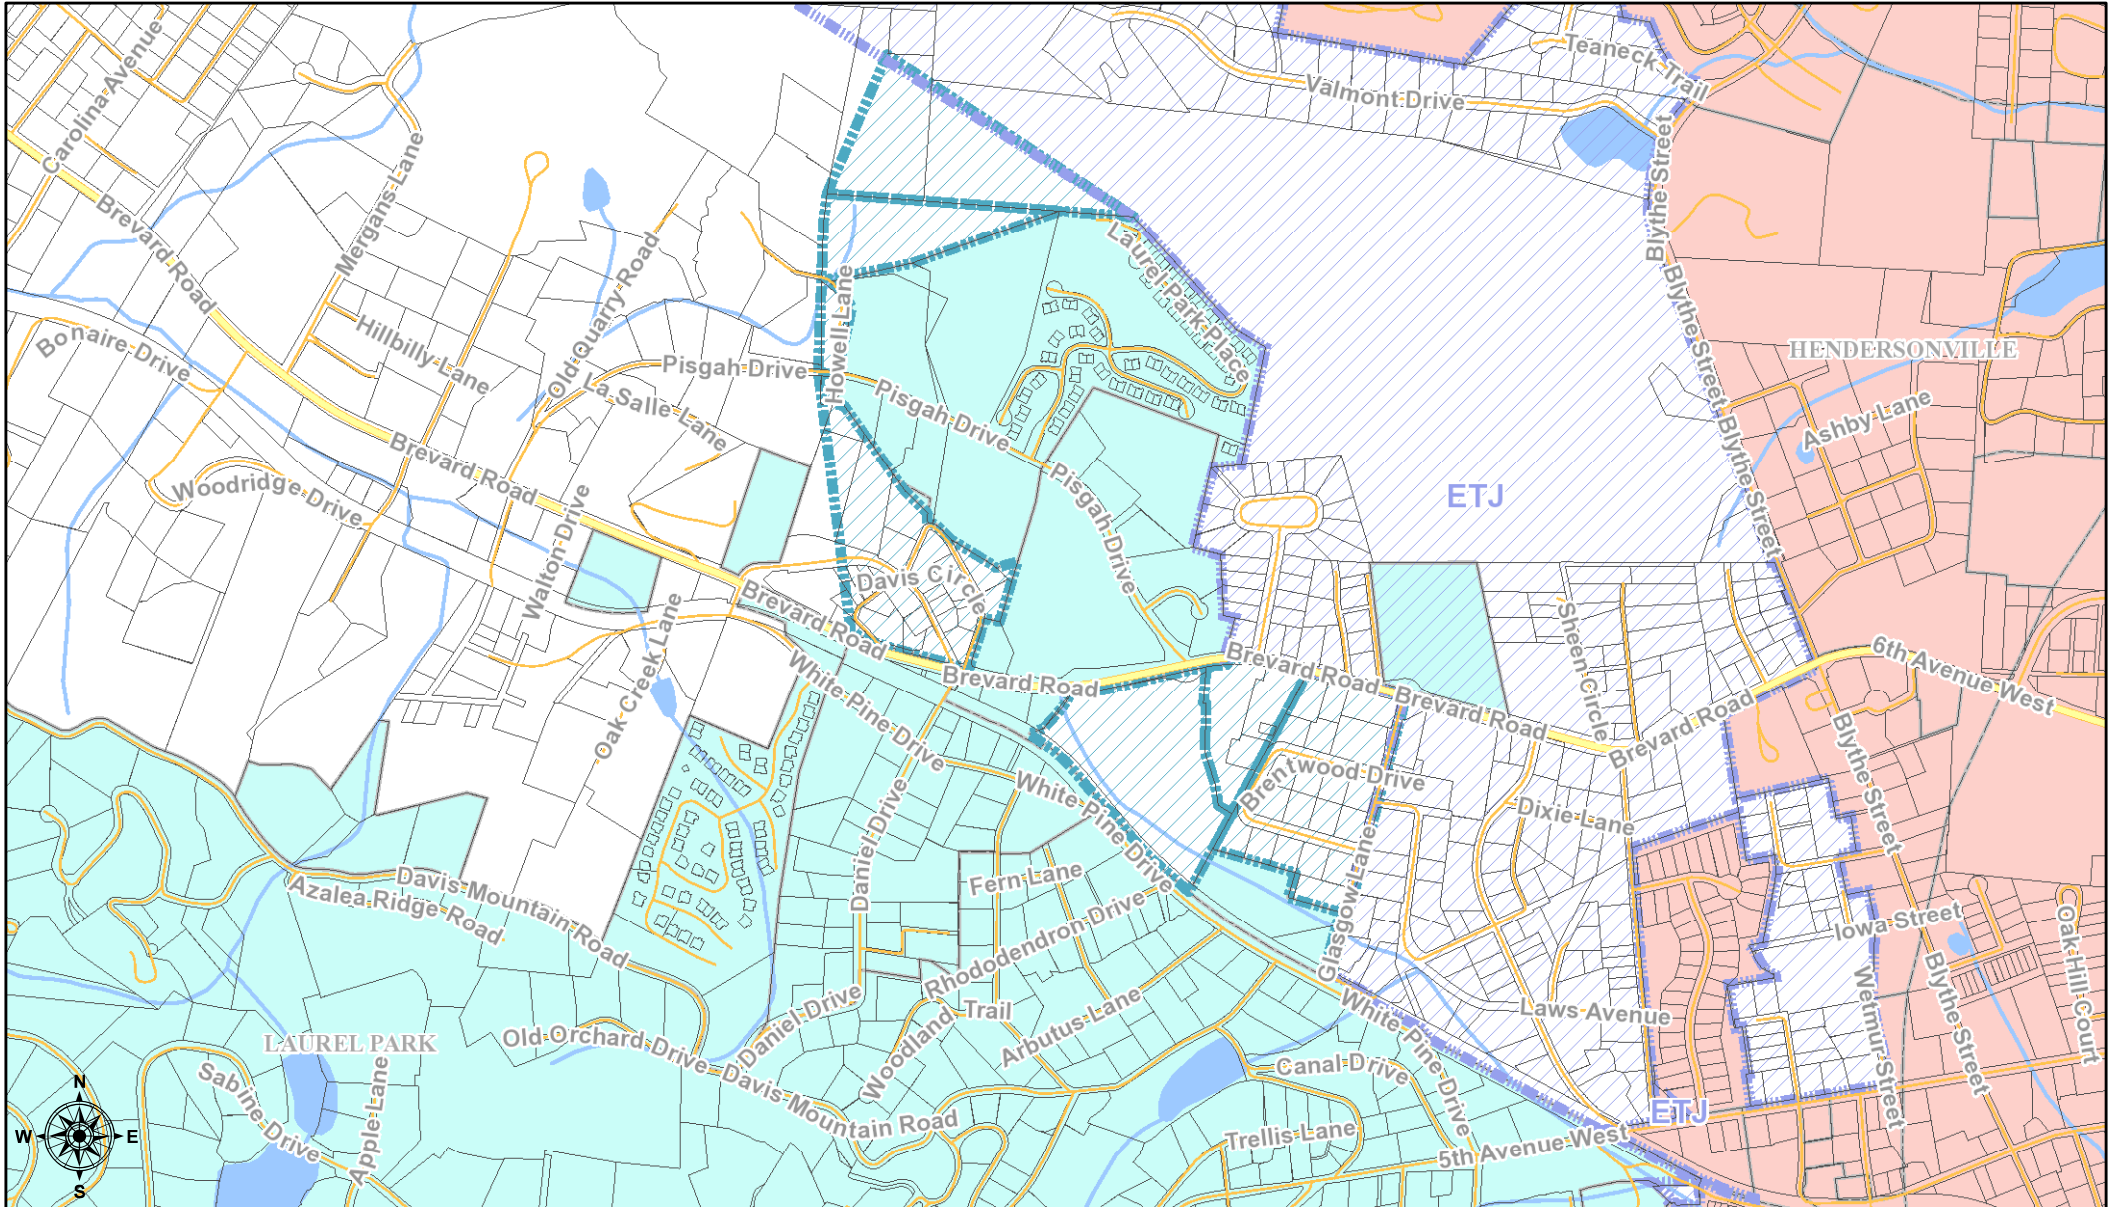 Carolina Avenue
Teaneck Trail
Valmont Drive
Blythe Street
Mergans Lane
Brevard Road
Laurel Park Place
Old Quarry Road
Howell Lane
Blythe Street
Bonaire Drive
Hillbilly Lane
HENDERSONVILLE
Pisgah Drive
La Salle Lane
Pisgah Drive
Blythe Street
Ashby Lane
Brevard Road
Woodridge Drive
Pisgah Drive
ETJ
Walton Drive
Davis Circle
Brevard Road
Sheen Circle
6th Avenue West
Oak Creek Lane
White Pine Drive
Brevard Road
Brevard Road
Brevard Road
Brevard Road
Blythe Street
Brentwood Drive
White Pine Drive
Dixie Lane
Daniel Drive
Glasgow Lane
Fern Lane
Davis Mountain Road
Azalea Ridge Road
Rhododendron Drive
Iowa Street
Oak Hill Court
Wetmur Street
Blythe Street
Woodland Trail
Arbutus Lane
Daniel Drive
Old Orchard Drive
White Pine Drive
Laws Avenue
LAUREL PARK
Sabine Drive
Apple Lane
Davis Mountain Road
Canal Drive
ETJ
Trellis Lane
5th Avenue West
N
W
E
S